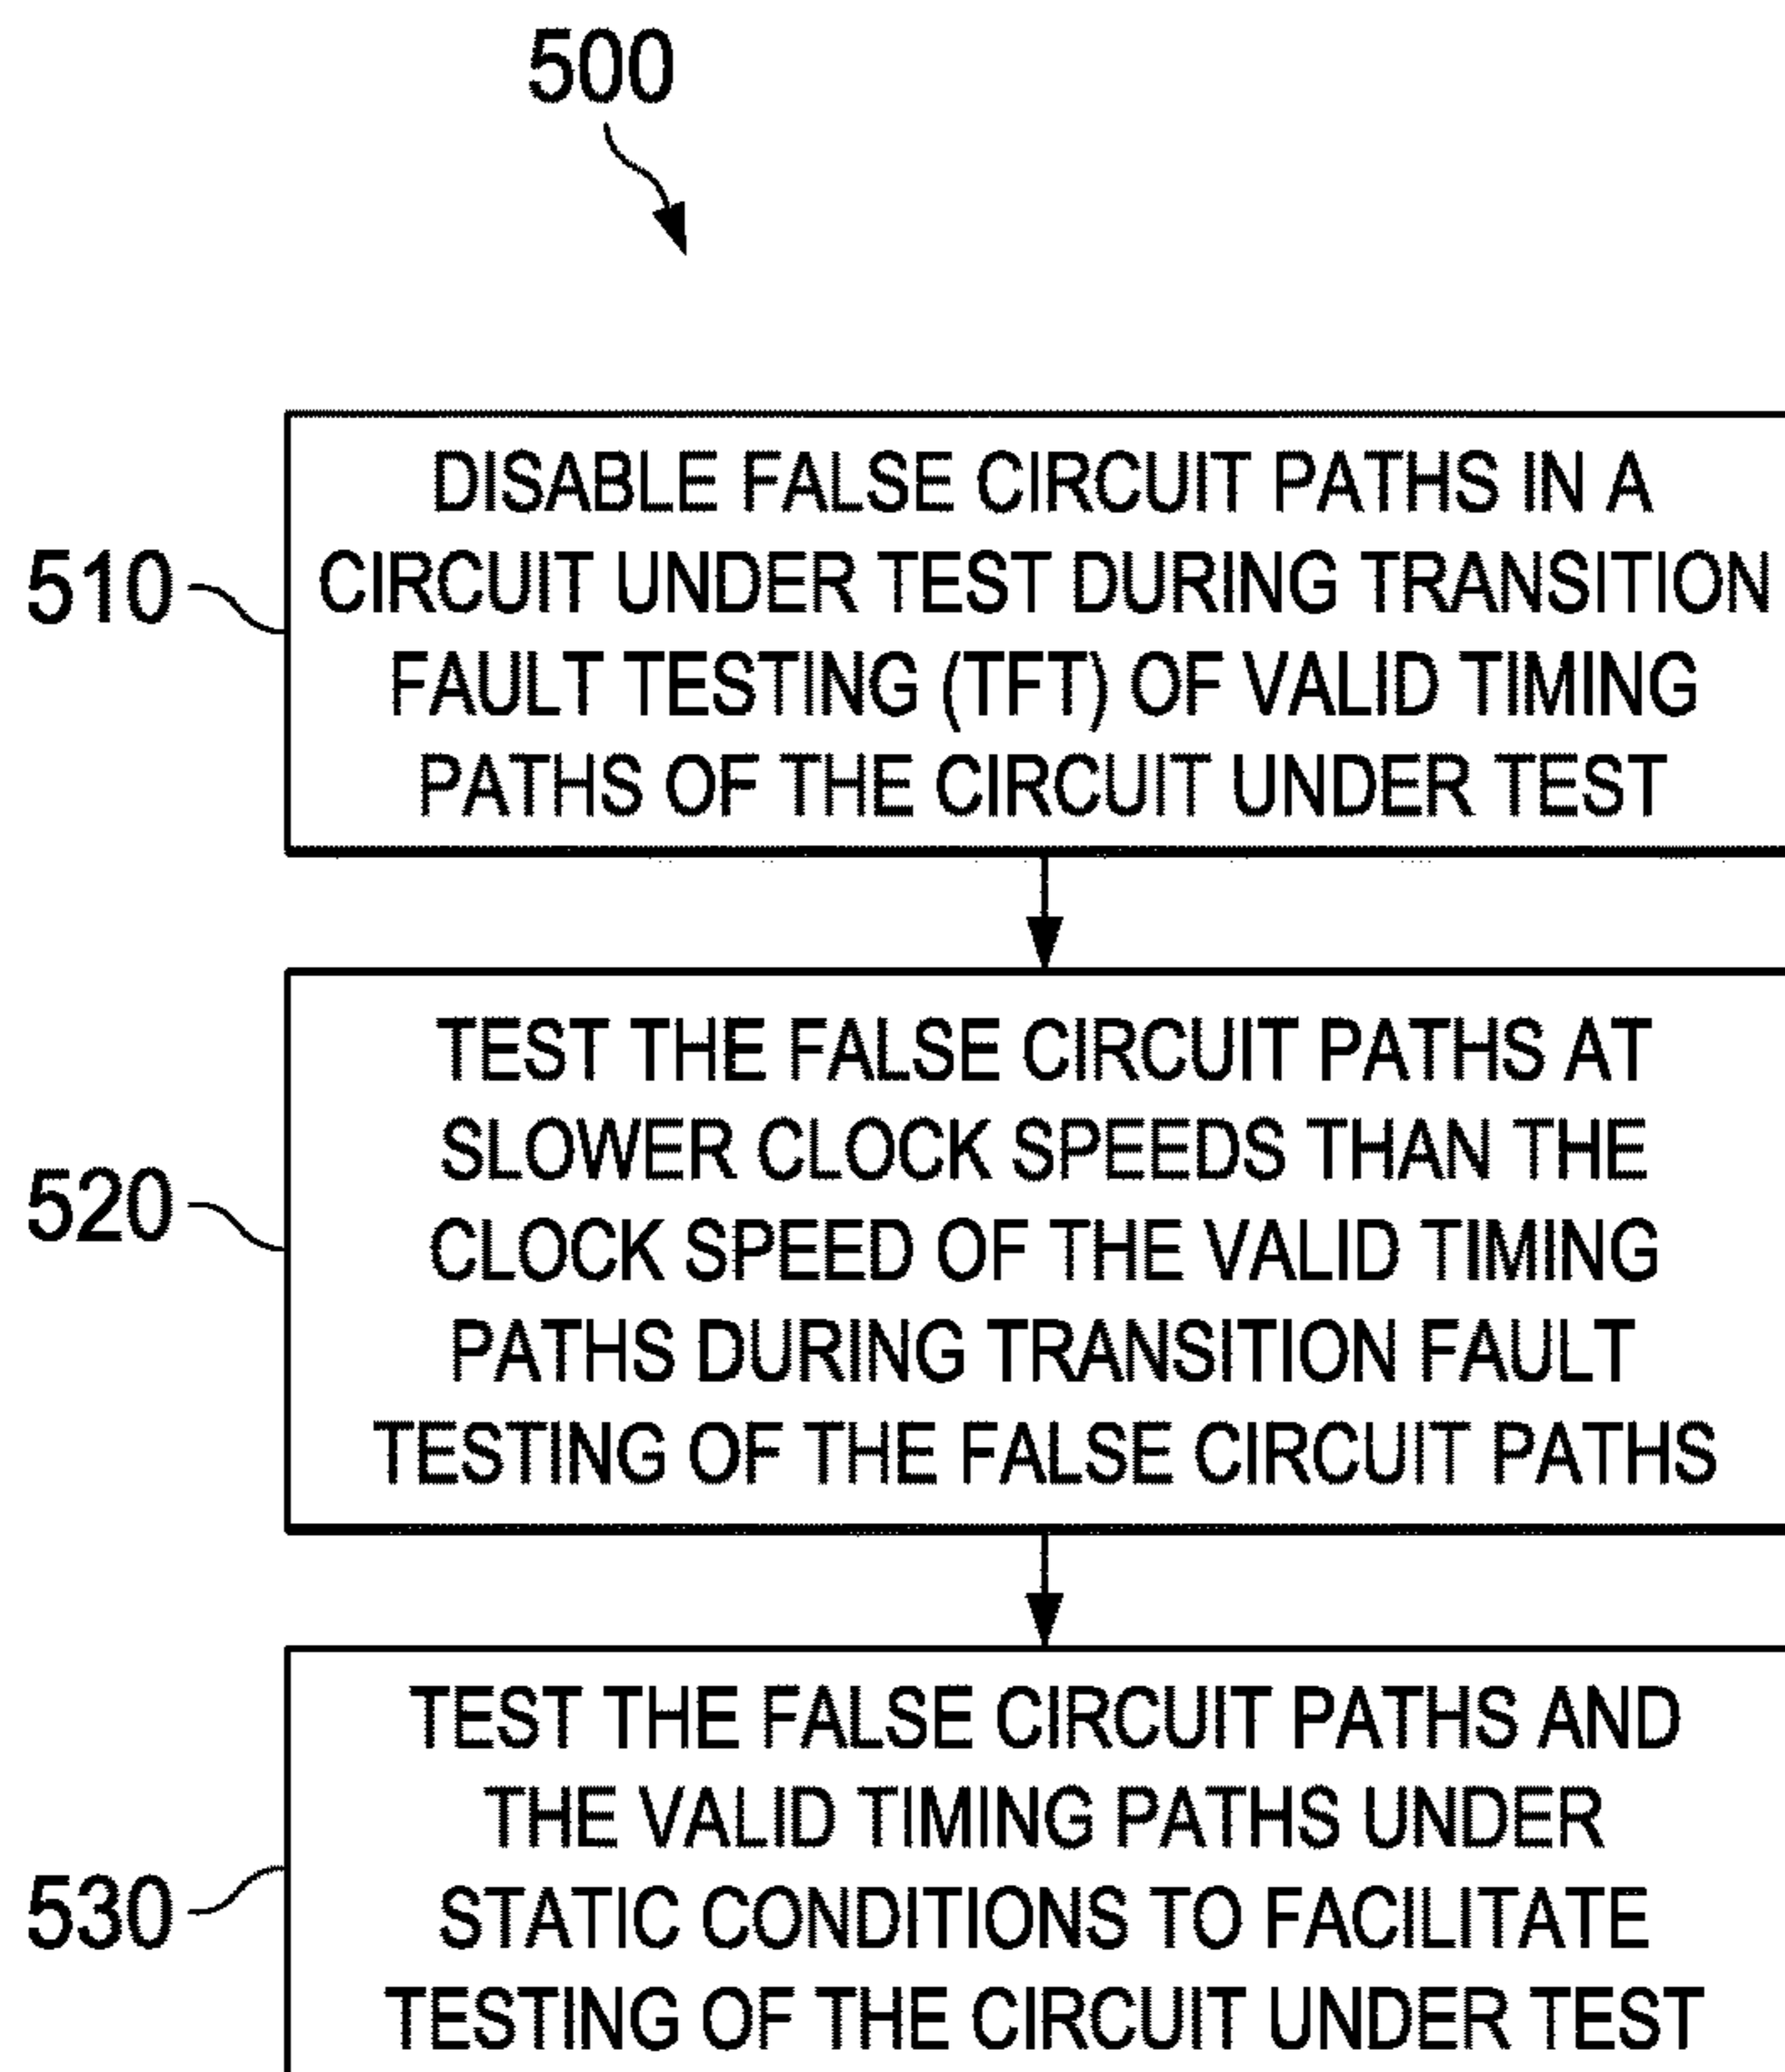 500
510
DISABLE FALSE CIRCUIT PATHS IN A
CIRCUIT UNDER TEST DURING TRANSITION
FAULT TESTING (TFT) OF VALID TIMING
PATHS OF THE CIRCUIT UNDER TEST
520
TEST THE FALSE CIRCUIT PATHS AT
SLOWER CLOCK SPEEDS THAN THE
CLOCK SPEED OF THE VALID TIMING
PATHS DURING TRANSITION FAULT
TESTING OF THE FALSE CIRCUIT PATHS
530
TEST THE FALSE CIRCUIT PATHS AND
THE VALID TIMING PATHS UNDER
STATIC CONDITIONS TO FACILITATE
TESTING OF THE CIRCUIT UNDER TEST